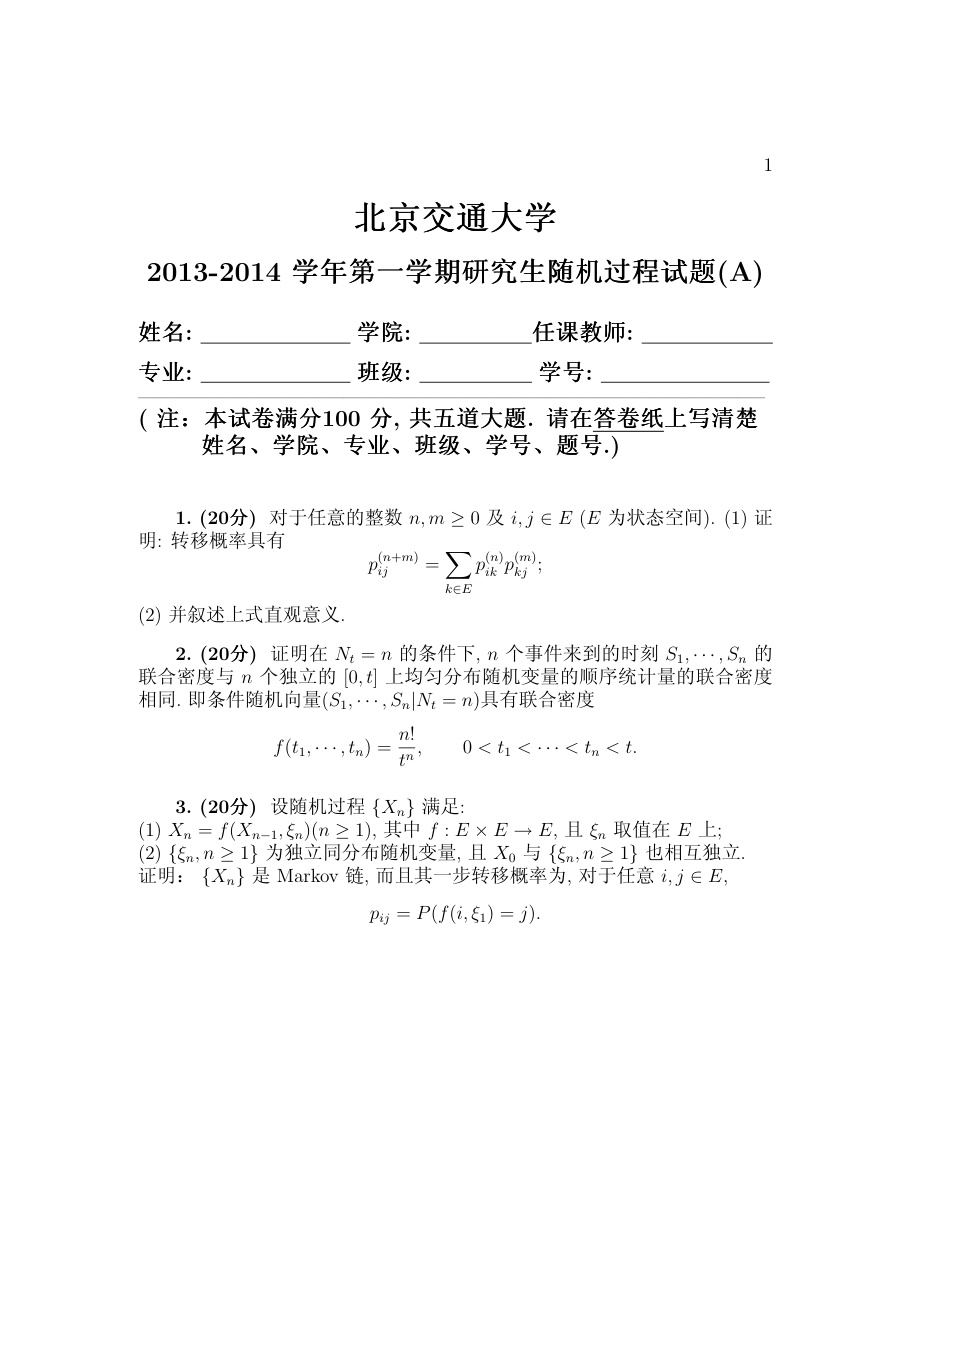 1
北京交通大学
2013-2014 学年第一学期研究生随机过程试题(A)
姓名: ______ 学院: ______ 任课教师: ______
专业: ______ 班级: ______ 学号: ______
( 注：本试卷满分100 分, 共五道大题. 请在答卷纸上写清楚
姓名、学院、专业、班级、学号、题号.)
1. (20分) 对于任意的整数 n, m ≥ 0 及 i, j ∈ E (E 为状态空间). (1) 证
明: 转移概率具有
p_{ij}^{(n+m)} = ∑_{k∈E} p_{ik}^{(n)} p_{kj}^{(m)};
(2) 并叙述上式直观意义.
2. (20分) 证明在 N_t = n 的条件下, n 个事件来到的时刻 S_1, ⋯, S_n 的
联合密度与 n 个独立的 [0, t] 上均匀分布随机变量的顺序统计量的联合密度
相同. 即条件随机向量(S_1, ⋯, S_n|N_t = n)具有联合密度
f(t_1, ⋯, t_n) = n!/t^n, 0 < t_1 < ⋯ < t_n < t.
3. (20分) 设随机过程 {X_n} 满足:
(1) X_n = f(X_{n−1}, ξ_n)(n ≥ 1), 其中 f : E × E → E, 且 ξ_n 取值在 E 上;
(2) {ξ_n, n ≥ 1} 为独立同分布随机变量, 且 X_0 与 {ξ_n, n ≥ 1} 也相互独立.
证明： {X_n} 是 Markov 链, 而且其一步转移概率为, 对于任意 i, j ∈ E,
p_{ij} = P(f(i, ξ_1) = j).